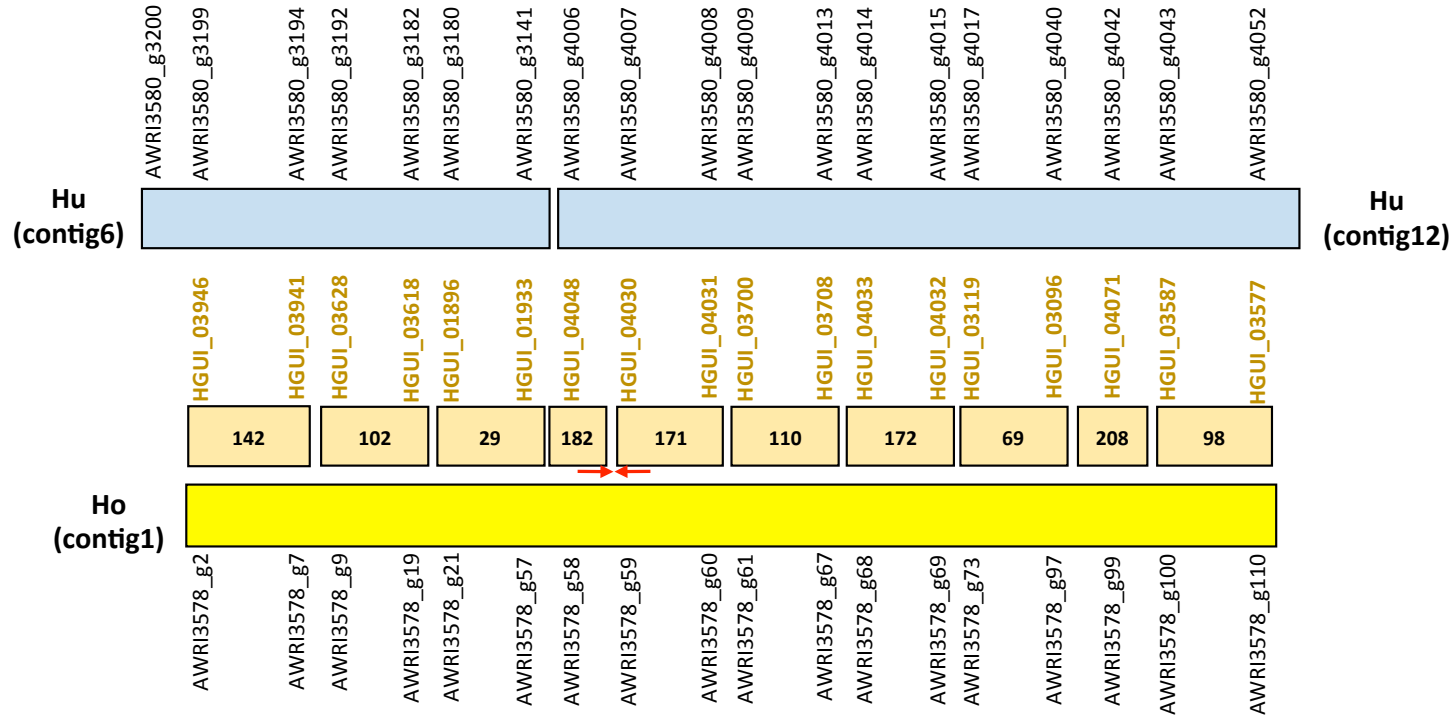 AWRI3580_g3200
AWRI3580_g3199
AWRI3580_g3194
AWRI3580_g3192
AWRI3580_g3182
AWRI3580_g3180
AWRI3580_g3141
AWRI3580_g4006
AWRI3580_g4007
AWRI3580_g4008
AWRI3580_g4009
AWRI3580_g4013
AWRI3580_g4014
AWRI3580_g4015
AWRI3580_g4017
AWRI3580_g4040
AWRI3580_g4042
AWRI3580_g4043
AWRI3580_g4052
Hu
(contig6)
Hu
(contig12)
HGUI_03946
HGUI_03941
HGUI_03628
HGUI_03618
HGUI_01896
HGUI_01933
HGUI_04048
HGUI_04030
HGUI_04031
HGUI_03700
HGUI_03708
HGUI_04033
HGUI_04032
HGUI_03119
HGUI_03096
HGUI_04071
HGUI_03587
HGUI_03577
142
102
29
182
171
110
172
69
208
98
Ho
(contig1)
AWRI3578_g2
AWRI3578_g7
AWRI3578_g9
AWRI3578_g19
AWRI3578_g21
AWRI3578_g57
AWRI3578_g58
AWRI3578_g59
AWRI3578_g60
AWRI3578_g61
AWRI3578_g67
AWRI3578_g68
AWRI3578_g69
AWRI3578_g73
AWRI3578_g97
AWRI3578_g99
AWRI3578_g100
AWRI3578_g110